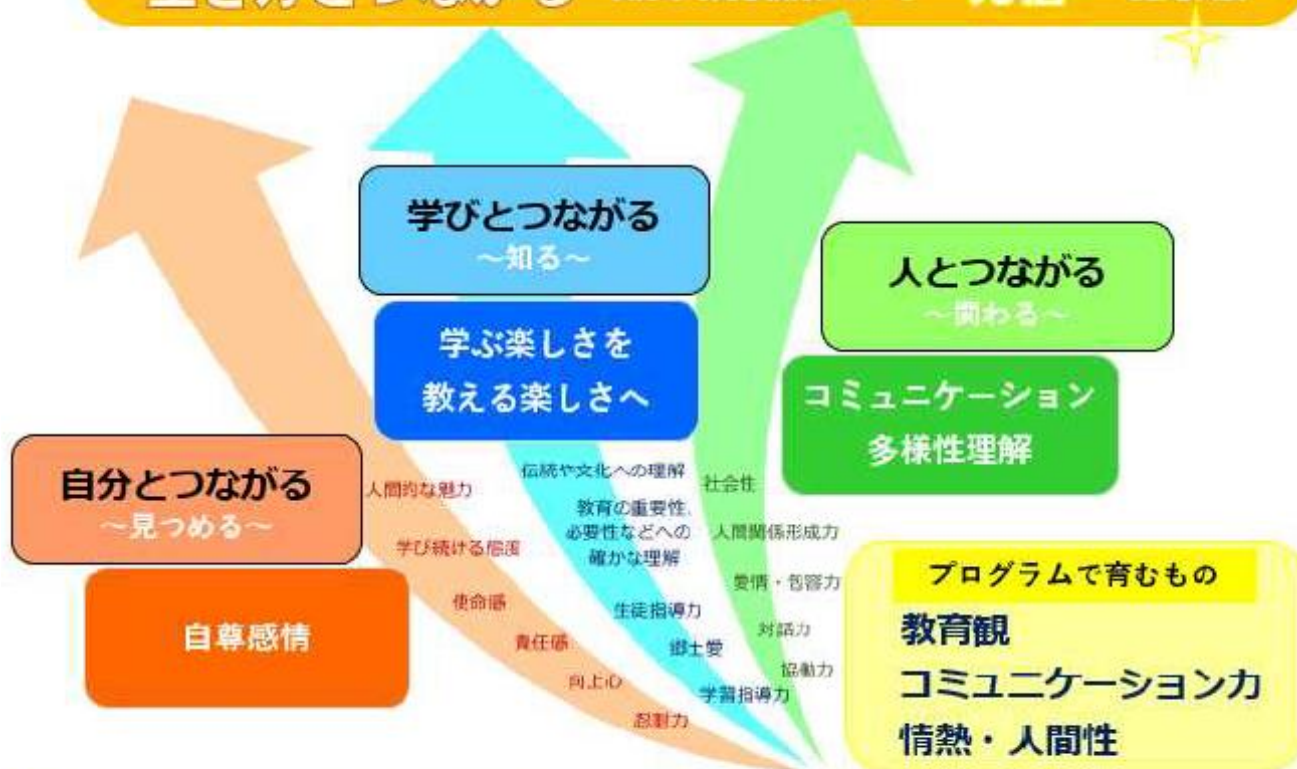 生き方とつながる
学びとつながる
～知る～
学ぶ楽しさを
教える楽しさへ
人とつながる
～関わる～
コミュニケーション
多様性理解
自分とつながる
～見つめる～
自尊感情
人間的な魅力
学び続ける態度
使命感
責任感
向上心
忍耐力
伝統や文化への理解
教育の重要性、
必要性などへの
確かな理解
生徒指導力
郷土愛
学習指導力
社会性
人間関係形成力
愛情・包容力
対話力
協働力
プログラムで育むもの
教育観
コミュニケーション力
情熱・人間性